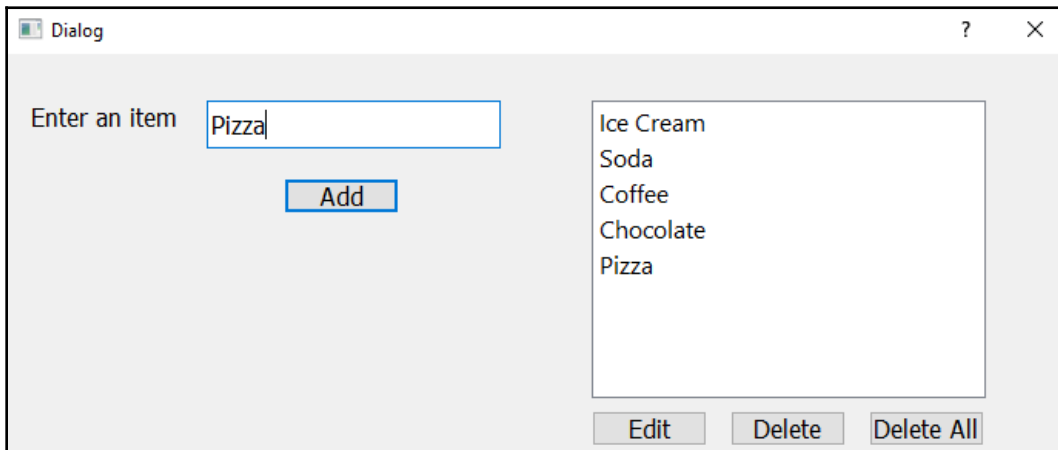 Dialog
?
Enter an item
Pizza
Add
Ice Cream
Soda
Coffee
Chocolate
Pizza
Edit Delete Delete All